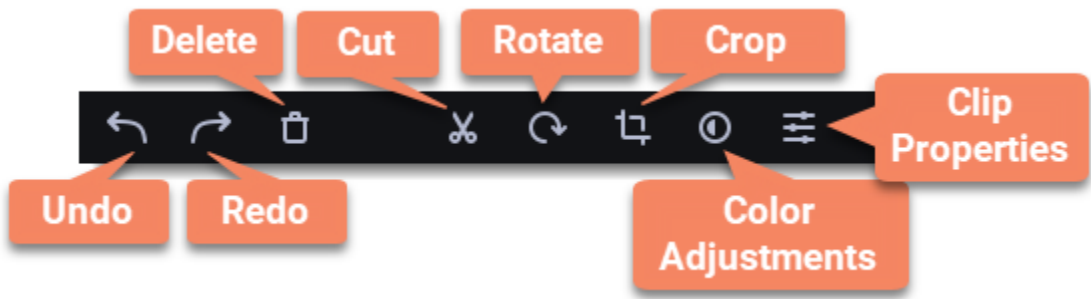 Delete
Cut
Rotate
Crop
Clip
Properties
Undo
Redo
Color
Adjustments